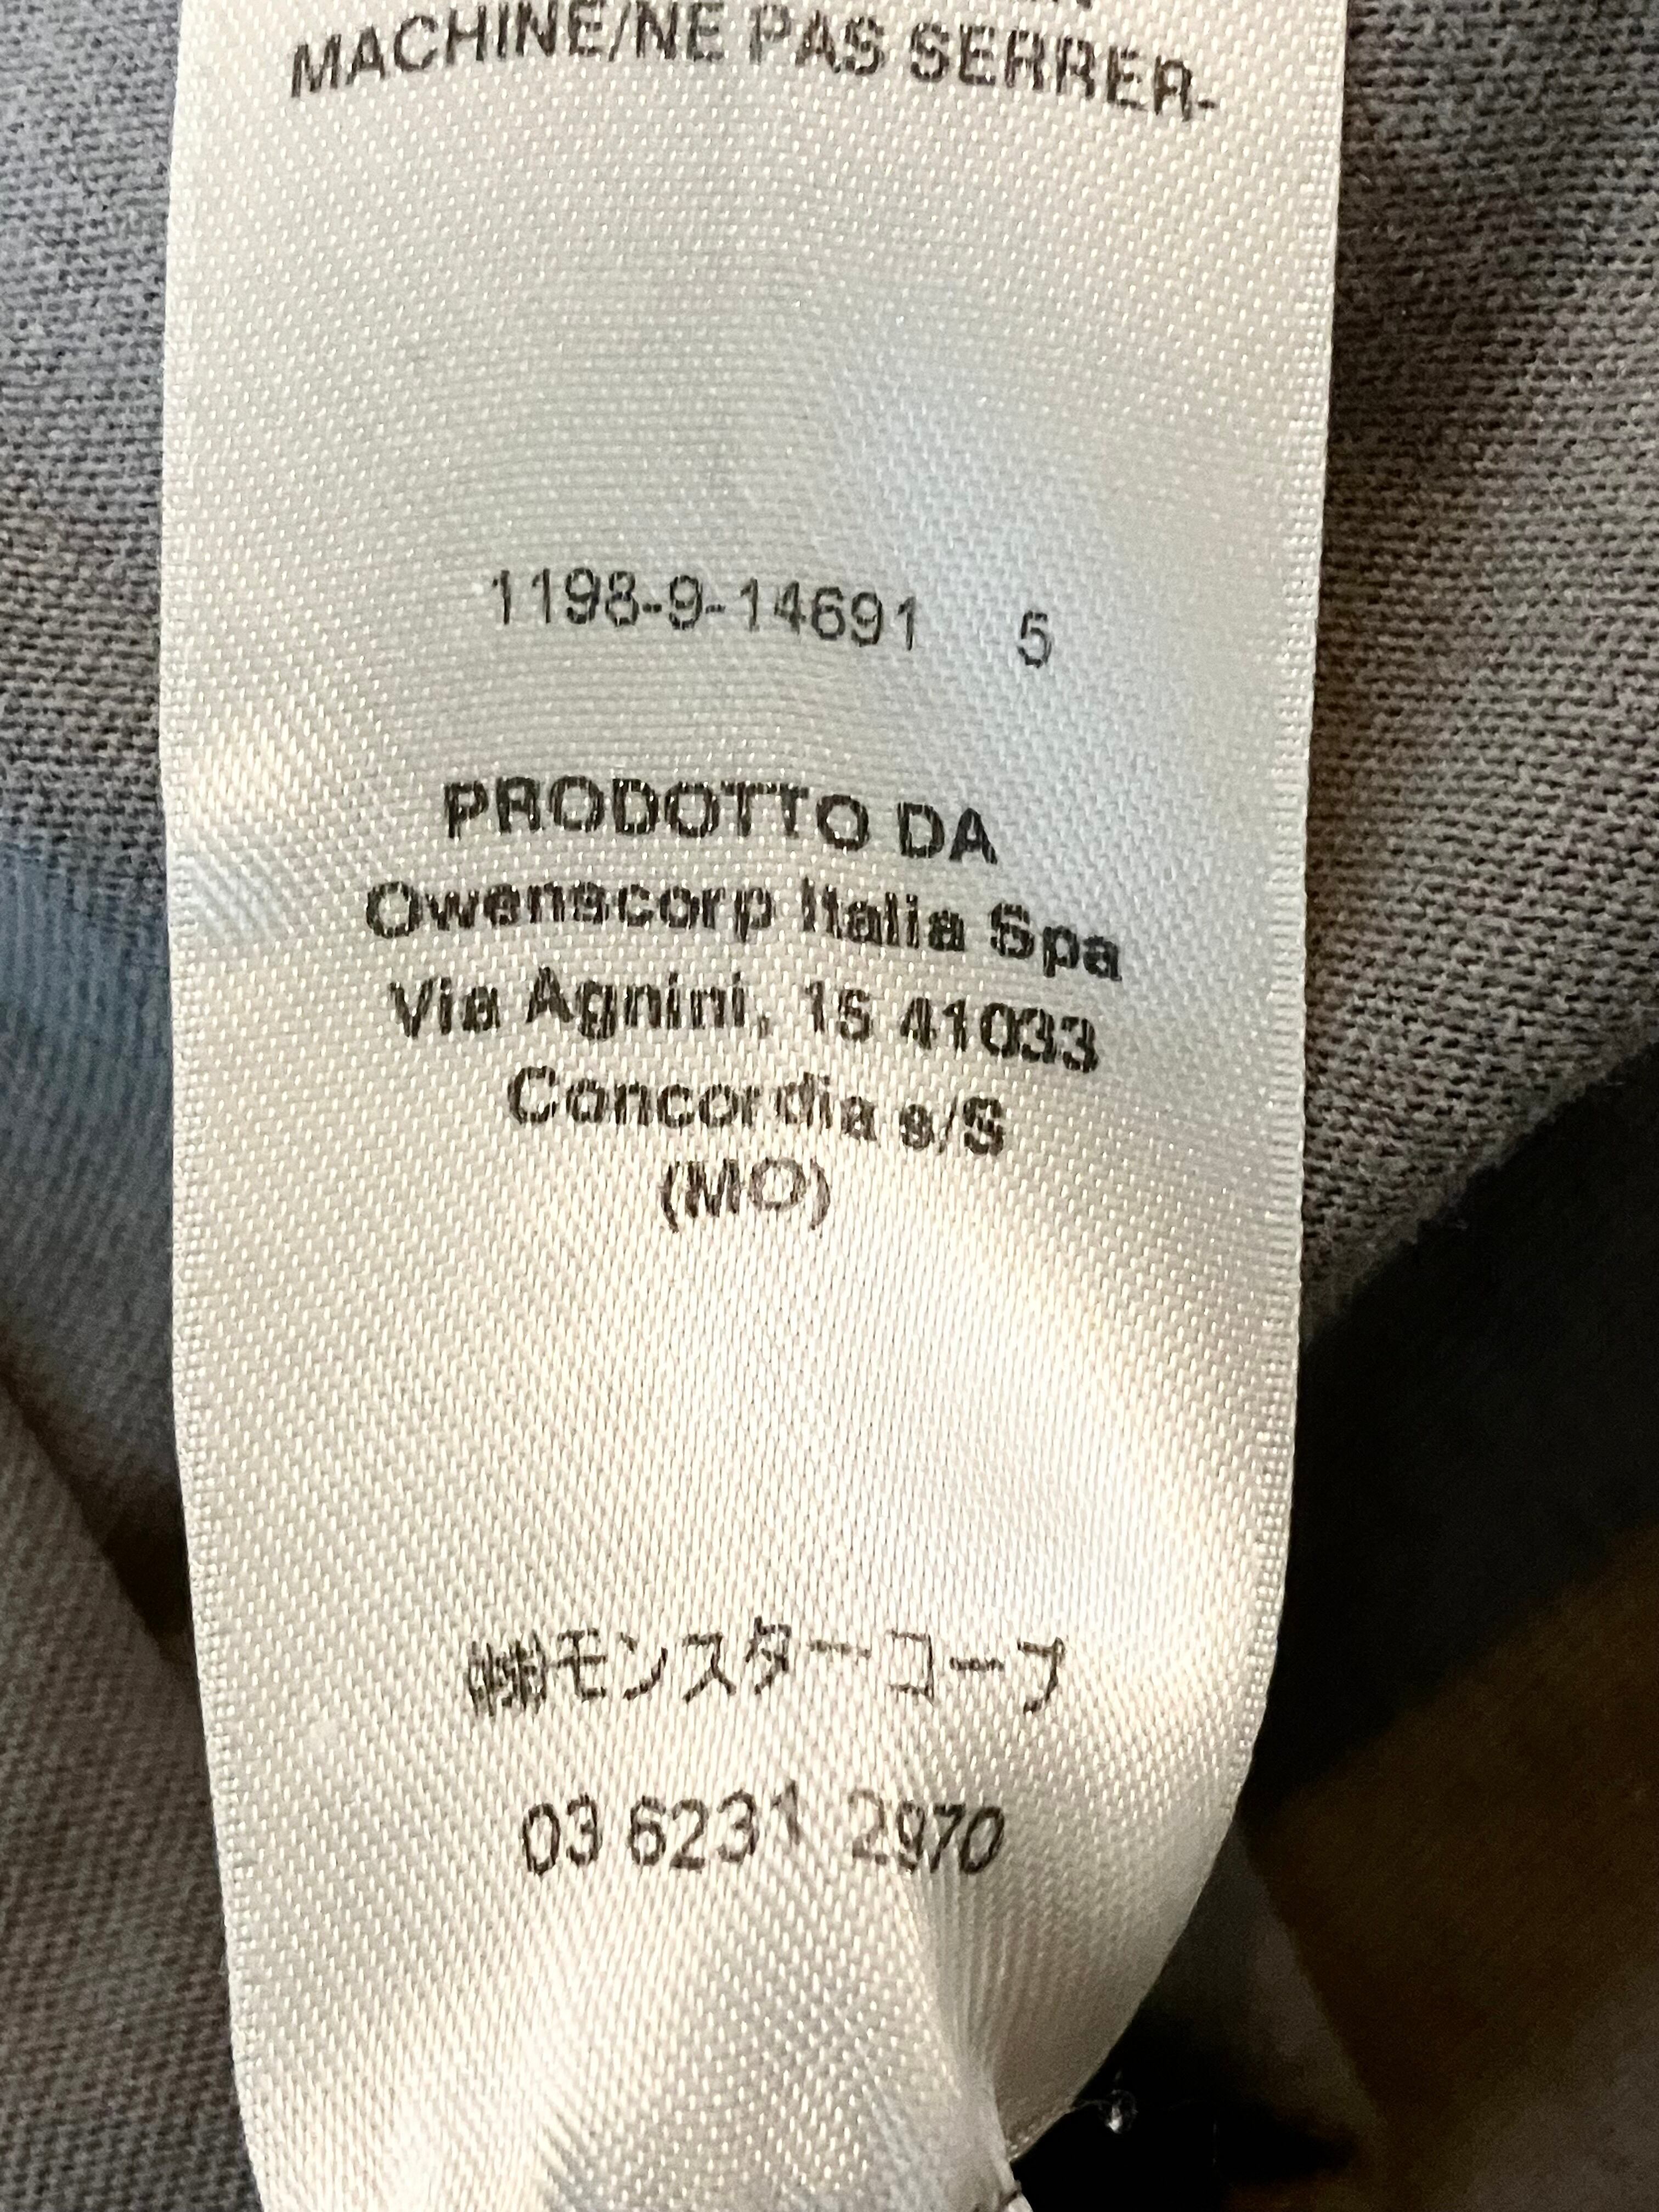 MACHINE/NE PAS SERRER-
1198-9-14691 5
PRODOTTO DA
Owenscorp Italia Spa
Via Agnini, 15 41033
Concordia s/S
(MO)
㈱モンスターコープ
03 6231 2970